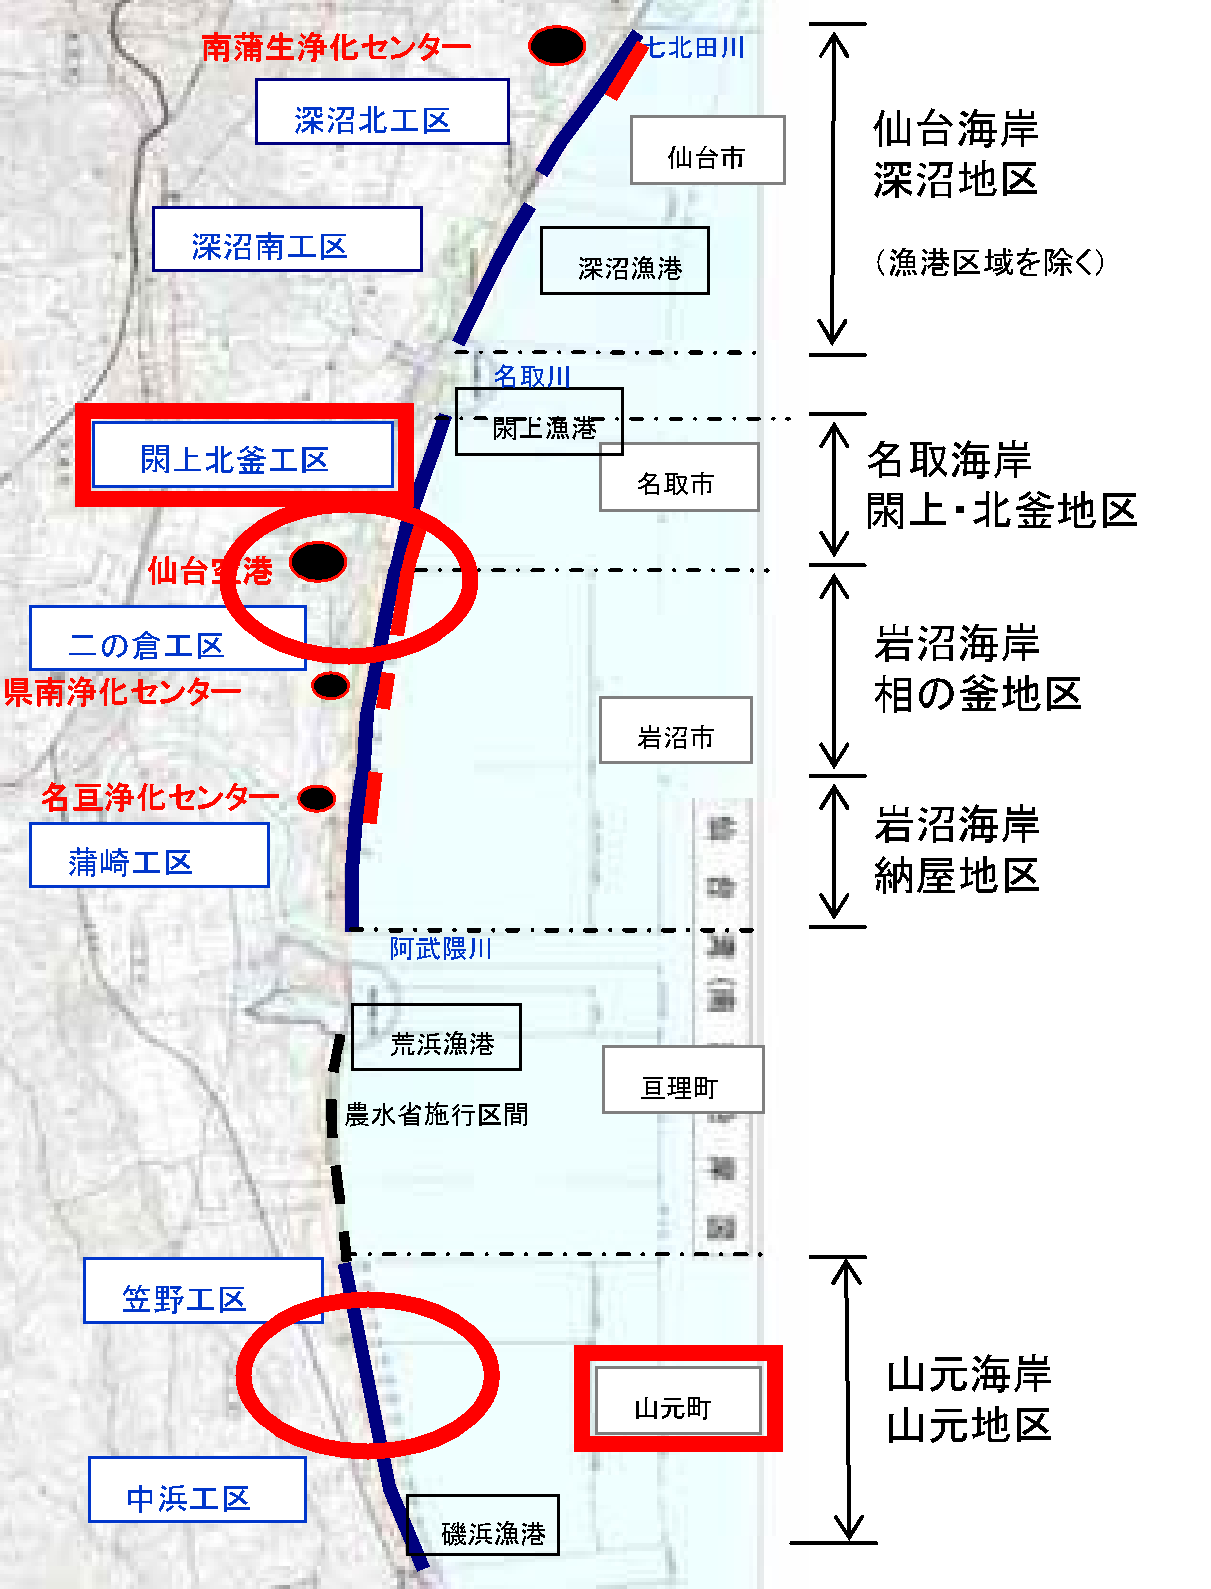 南蒲生浄化センター
七北田川
深沼北工区
仙台市
仙台海岸
深沼地区
（漁港区域を除く）
深沼南工区
深沼漁港
名取川
閖上漁港
閖上北釜工区
名取市
名取海岸
閖上・北釜地区
仙台空港
二の倉工区
岩沼海岸
相の釜地区
県南浄化センター
岩沼市
名亘浄化センター
蒲崎工区
岩沼海岸
納屋地区
阿武隈川
荒浜漁港
亘理町
農水省施行区間
笠野工区
山元町
山元海岸
山元地区
中浜工区
磯浜漁港